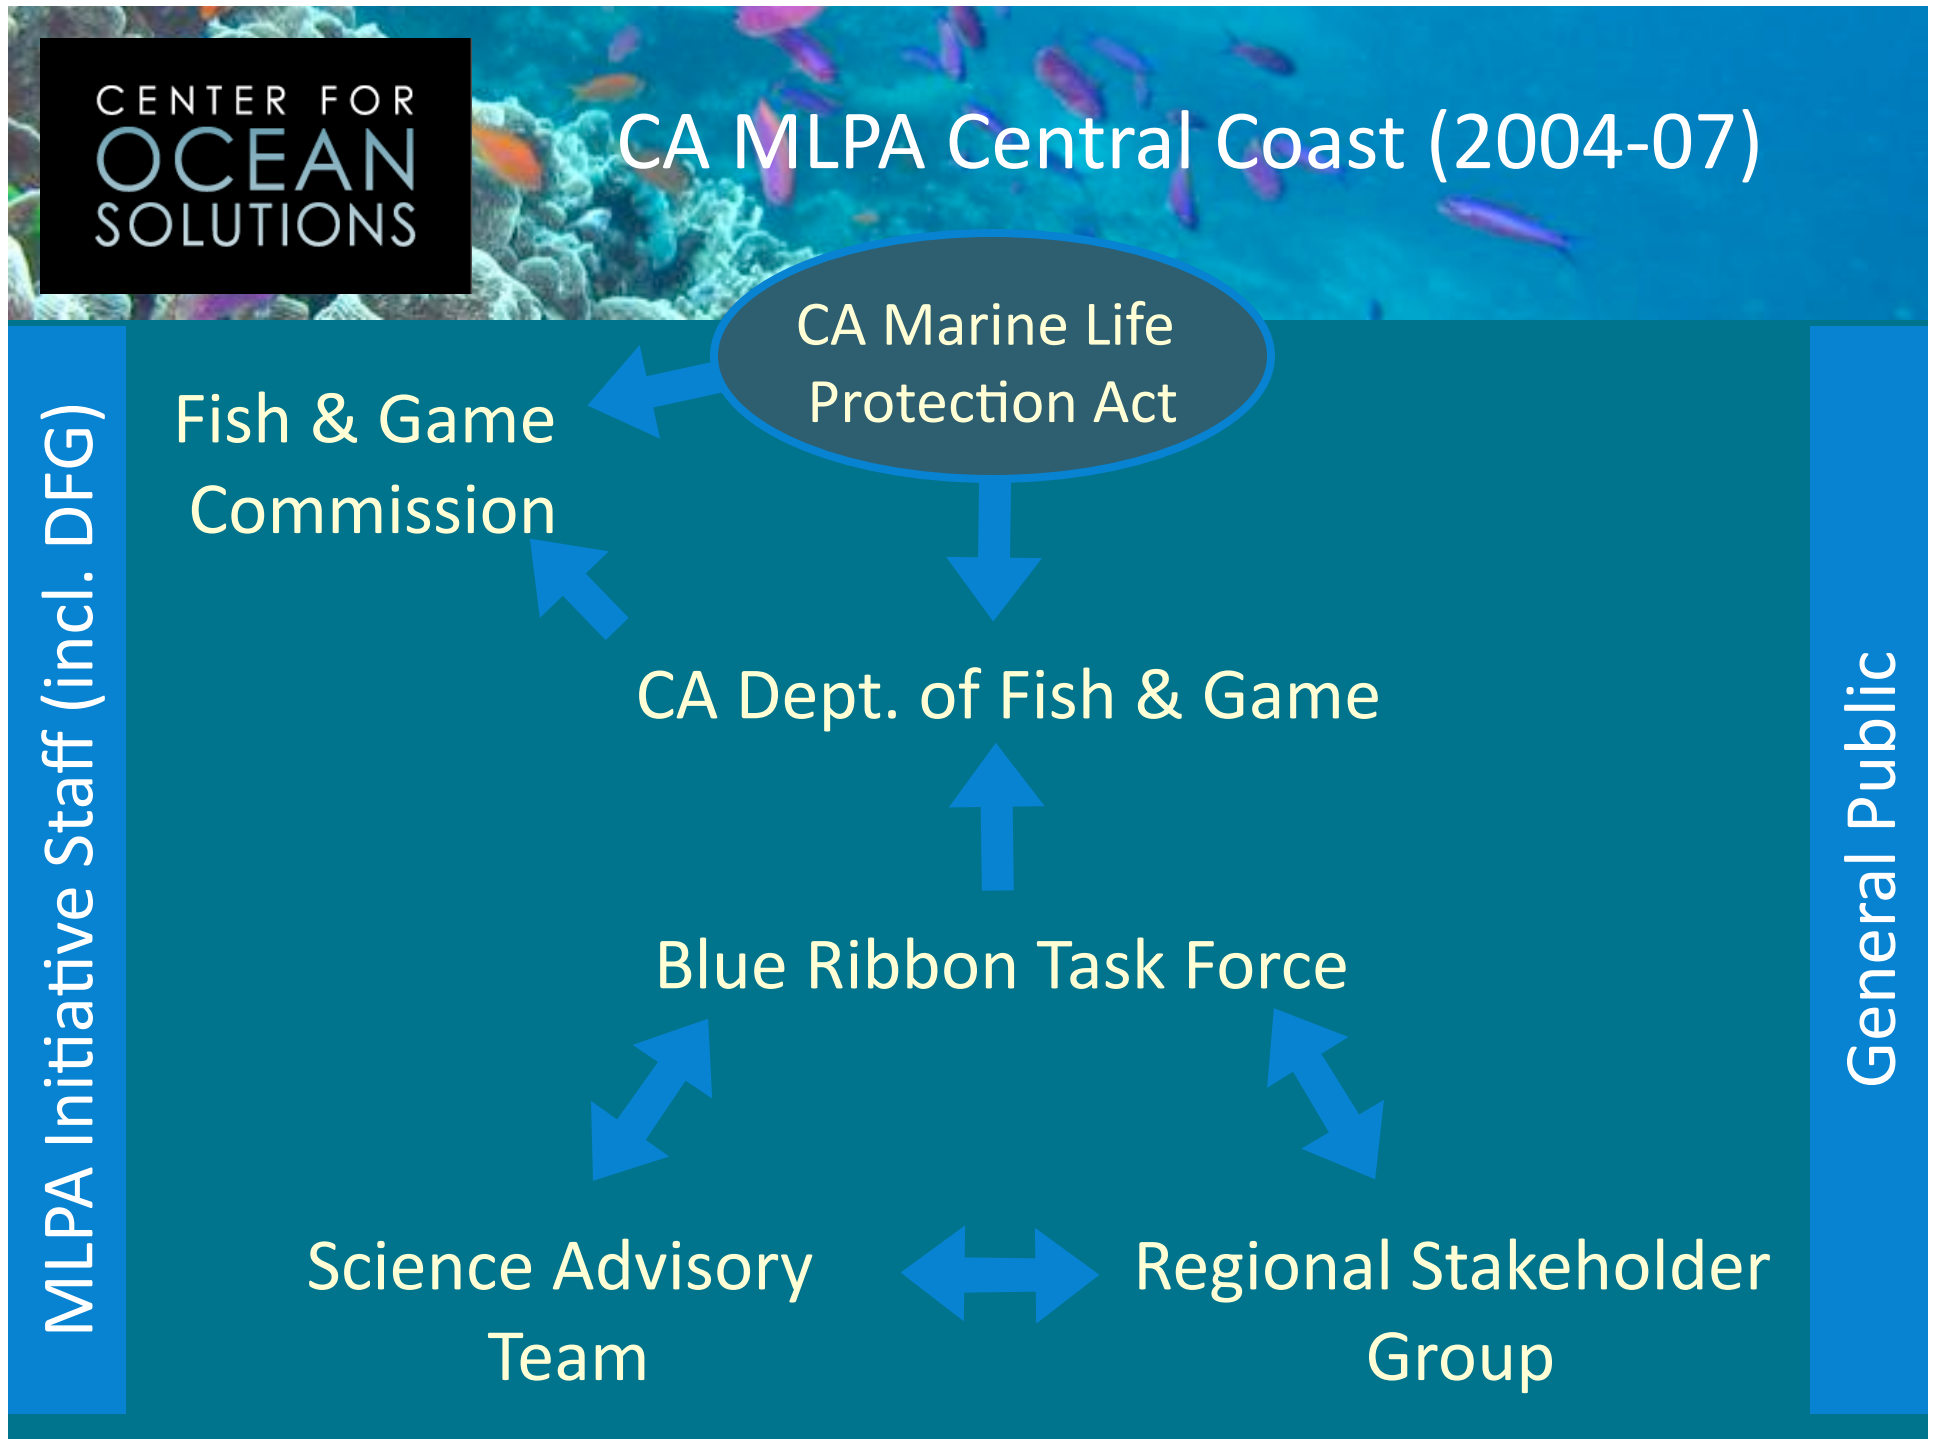 CENTER FOR
OCEAN
SOLUTIONS
CA MLPA Central Coast (2004-07)
CA Marine Life
Protection Act
Fish & Game
Commission
CA Dept. of Fish & Game
Blue Ribbon Task Force
Science Advisory
Team
Regional Stakeholder
Group
MLPA Initiative Staff (incl. DFG)
General Public